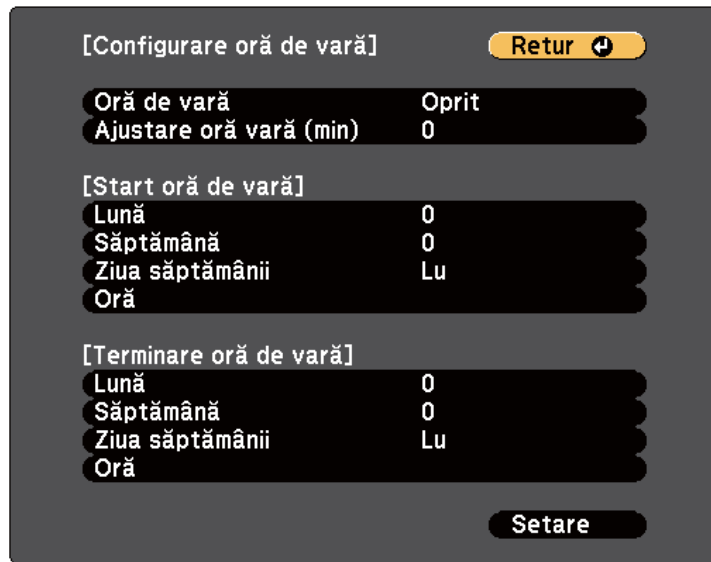 [Configurare oră de vară] Retur
Oră de vară Oprit
Ajustare oră vară (min) 0
[Start oră de vară]
Lună 0
Săptămână 0
Ziua săptămânii Lu
Oră
[Terminare oră de vară]
Lună 0
Săptămână 0
Ziua săptămânii Lu
Oră
Setare